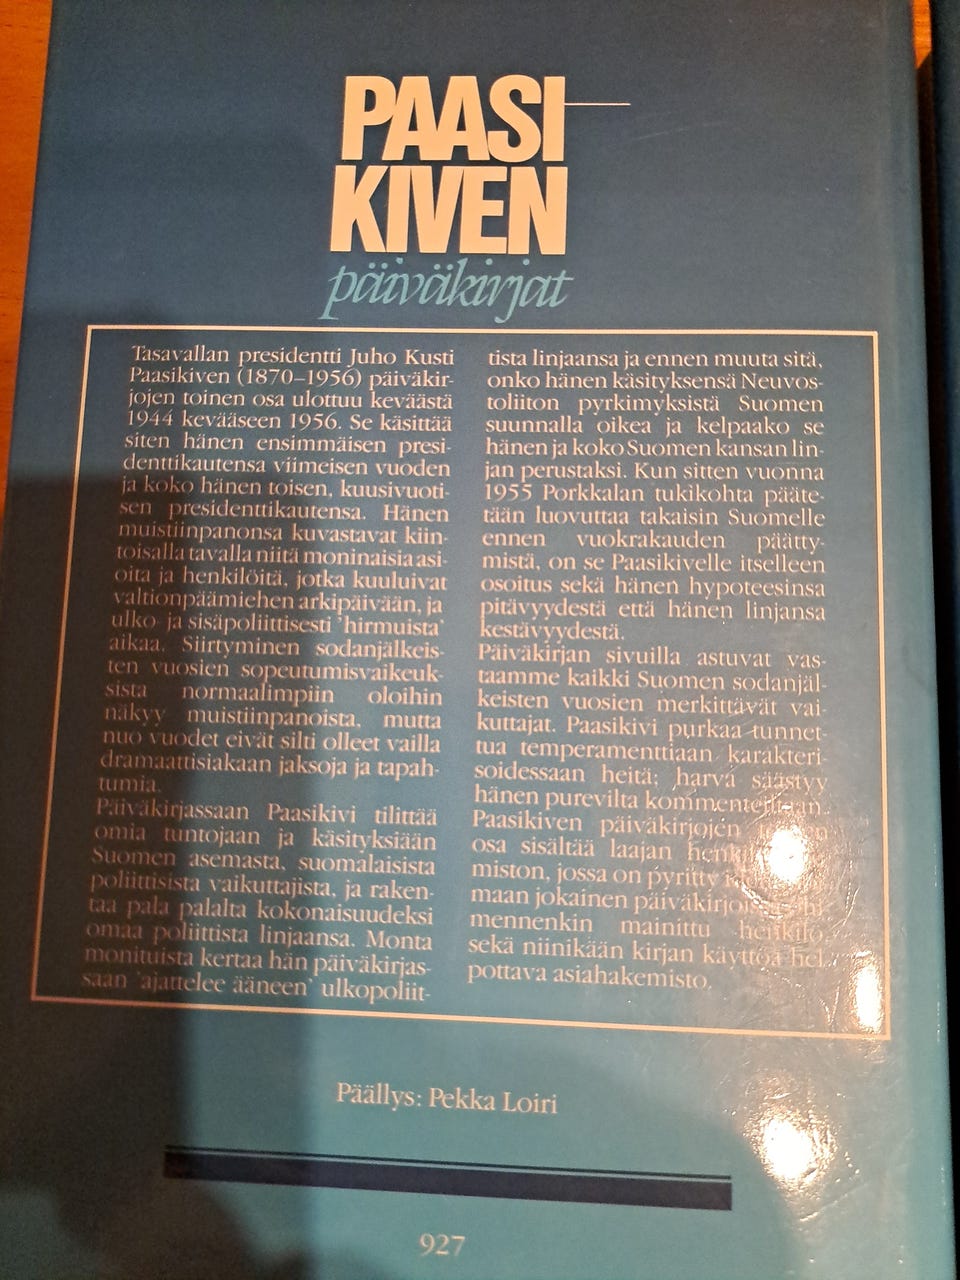 PAASI
KIVEN
päiväkirjat
Tasavallan presidentti Juho Kusti
Paasikiven (1870–1956) päiväkir-
jojen toinen osa ulottuu keväästä
1944 kevääseen 1956. Se käsittää
siten hänen ensimmäisen presi-
denttikautensa viimeisen vuoden
ja koko hänen toisen, kuusivuoti-
sen presidenttikautensa. Hänen
muistiinpanonsa kuvastavat kiin-
toisalla tavalla niitä moninaisia asi-
oita ja henkilöitä, jotka kuuluivat
valtionpäämiehen arkipäivään, ja
ulko- ja sisäpoliittisesti 'hirmuista'
aikaa. Siirtyminen sodanjälkeis-
ten vuosien sopeutumisvaikeuk-
sista normaalimpiin oloihin
näkyy muistiinpanoista, mutta
nuo vuodet eivät silti olleet vailla
dramaattisiakaan jaksoja ja tapah-
tumia.
Päiväkirjassaan Paasikivi tilittää
omia tuntojaan ja käsityksiään
Suomen asemasta, suomalaisista
poliittisista vaikuttajista, ja raken-
taa pala palalta kokonaisuudeksi
omaa poliittista linjaansa. Monta
monituista kertaa hän päiväkirjas-
saan 'ajattelee ääneen' ulkopoliit-
tista linjaansa ja ennen muuta sitä,
onko hänen käsityksensä Neuvos-
toliiton pyrkimyksistä Suomen
suunnalla oikea ja kelpaako se
hänen ja koko Suomen kansan lin-
jan perustaksi. Kun sitten vuonna
1955 Porkkalan tukikohta pääte-
tään luovuttaa takaisin Suomelle
ennen vuokrakauden päätty-
mistä, on se Paasikivelle itselleen
osoitus sekä hänen hypoteesinsa
pitävyydestä että hänen linjansa
kestävyydestä.
Päiväkirjan sivuilla astuvat vas-
taamme kaikki Suomen sodanjäl-
keisten vuosien merkittävät vai-
kuttajat. Paasikivi purkaa tunnet-
tua temperamenttiaan karakteri-
soidessaan heitä; harva säästyy
hänen purevilta kommenteiltaan.
Paasikiven päiväkirjojen toinen
osa sisältää laajan
miston, jossa on pyritty
maan jokainen
mennenkin mainittu henkilö,
sekä niinikään kirjan käyttöä hel-
pottava asiahakemisto.
Päällys: Pekka Loiri
927